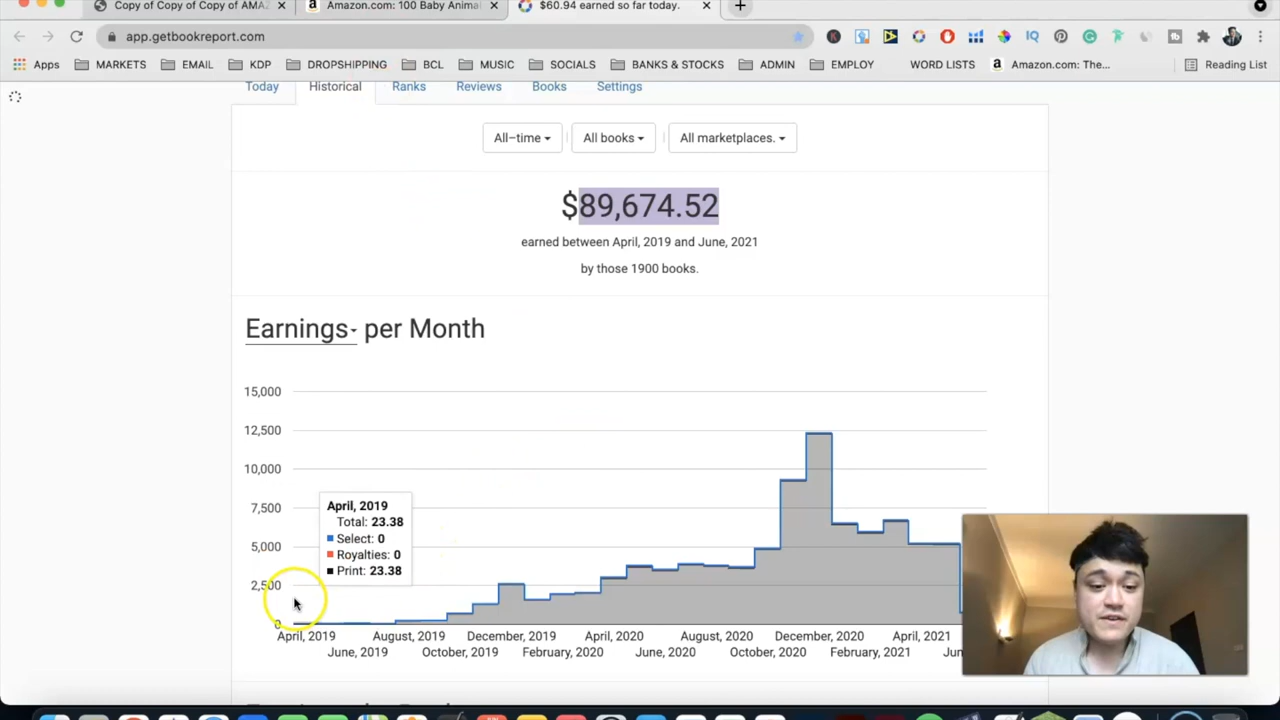 Copy of Copy of Copy of AMAZ
Amazon.com: 100 Baby Animal
$60.94 earned so far today.
app.getbookreport.com
Apps MARKETS EMAIL KDP DROPSHIPPING BCL MUSIC SOCIALS BANKS & STOCKS ADMIN EMPLOY WORD LISTS Amazon.com: The... Reading List
Today Historical Ranks Reviews Books Settings
All-time All books All marketplaces.
$89,674.52
earned between April, 2019 and June, 2021
by those 1900 books.
Earnings per Month
15,000
12,500
10,000
7,500
5,000
2,500
0
April, 2019
Total: 23.38
Select: 0
Royalties: 0
Print: 23.38
April, 2019 August, 2019 December, 2019 April, 2020 August, 2020 December, 2020 April, 2021
June, 2019 October, 2019 February, 2020 June, 2020 October, 2020 February, 2021 Jun